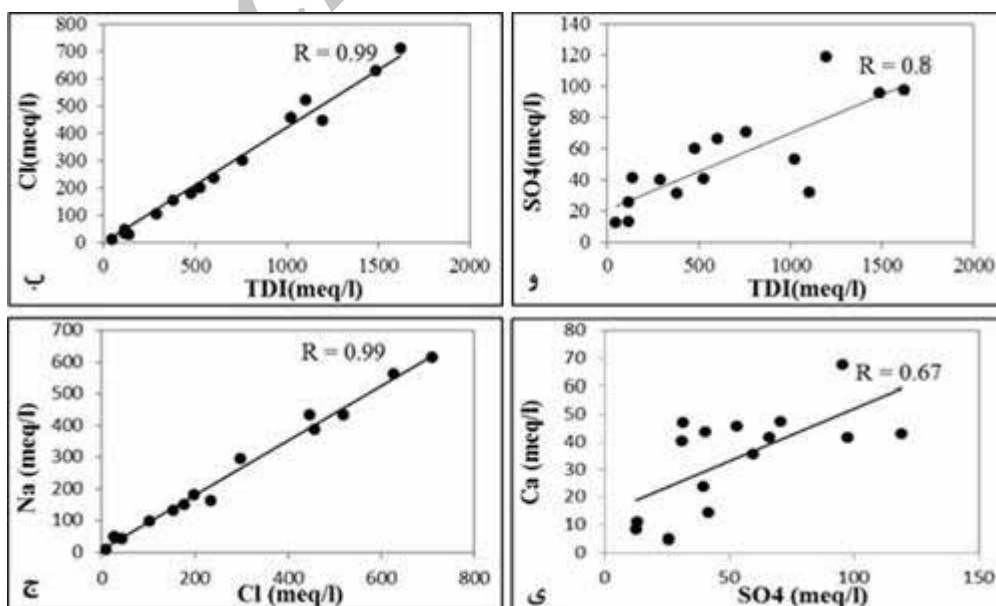 800
700
600
500
400
300
200
100
0
Cl(meq/l)
R = 0.99
0 500 1000 1500 2000
TDI(meq/l)
140
120
100
80
60
40
20
0
SO4(meq/l)
R = 0.8
0 500 1000 1500 2000
TDI(meq/l)
و
700
600
500
400
300
200
100
0
Na (meq/l)
R = 0.99
0 200 400 600 800
Cl (meq/l)
ج
80
70
60
50
40
30
20
10
0
Ca (meq/l)
R = 0.67
0 50 100 150
SO4 (meq/l)
ی